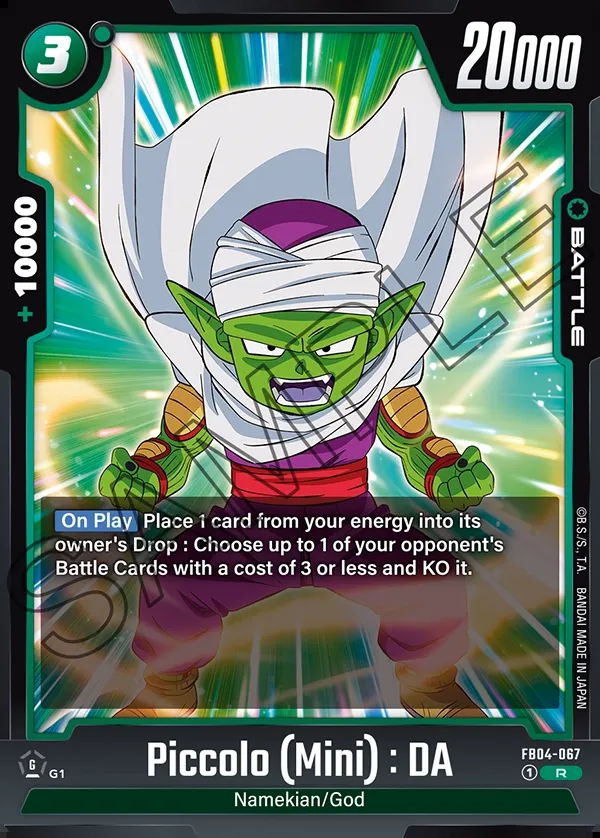 3
20000
+ 10000
BATTLE
SAMPLE
On Play Place 1 card from your energy into its
owner's Drop : Choose up to 1 of your opponent's
Battle Cards with a cost of 3 or less and KO it.
©B.S./S., T.A. BANDAI MADE IN JAPAN
G G1
Piccolo (Mini) : DA
FB04-067
1 R
Namekian/God